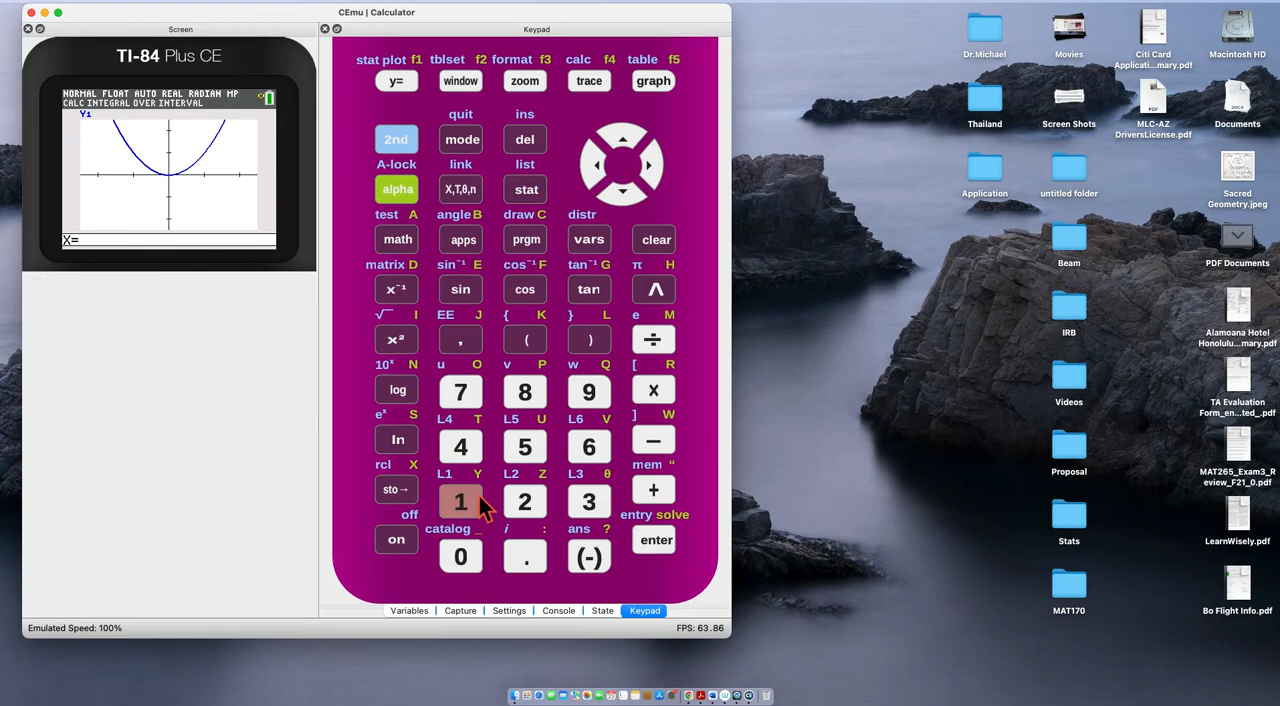 CEmu | Calculator
Screen
Keypad
TI-84 Plus CE
NORMAL FLOAT AUTO REAL RADIAN MP
CALC INTEGRAL OVER INTERVAL
Y1
X=
stat plot f1 tblset f2 format f3 calc f4 table f5
y= window zoom trace graph
quit ins
2nd mode del
A-lock link list
alpha X,T,θ,n stat
test A angle B draw C distr
math apps prgm vars clear
matrix D sin⁻¹ E cos⁻¹ F tan⁻¹ G π H
x⁻¹ sin cos tan ^
√ I EE J { K } L e M
x² , ( ) ÷
10ˣ N u O v P w Q [ R
log 7 8 9 ×
eˣ S L4 T L5 U L6 V ] W
ln 4 5 6 −
rcl X L1 Y L2 Z L3 θ mem "
sto→ 1 2 3 +
off catalog _ i : ans ? entry solve
on 0 . (-) enter
Variables Capture Settings Console State Keypad
Emulated Speed: 100%
FPS: 63.86
Dr.Michael
Movies
Citi Card
Applicati...mary.pdf
Macintosh HD
Thailand
Screen Shots
PDF
MLC-AZ
DriversLicense.pdf
DOCX
Documents
Application
untitled folder
Sacred
Geometry.jpeg
Beam
PDF Documents
IRB
Alamoana Hotel
Honolulu...mary.pdf
Videos
TA Evaluation
Form_en...ted_.pdf
Proposal
MAT265_Exam3_R
eview_F21_0.pdf
Stats
LearnWisely.pdf
MAT170
Bo Flight Info.pdf